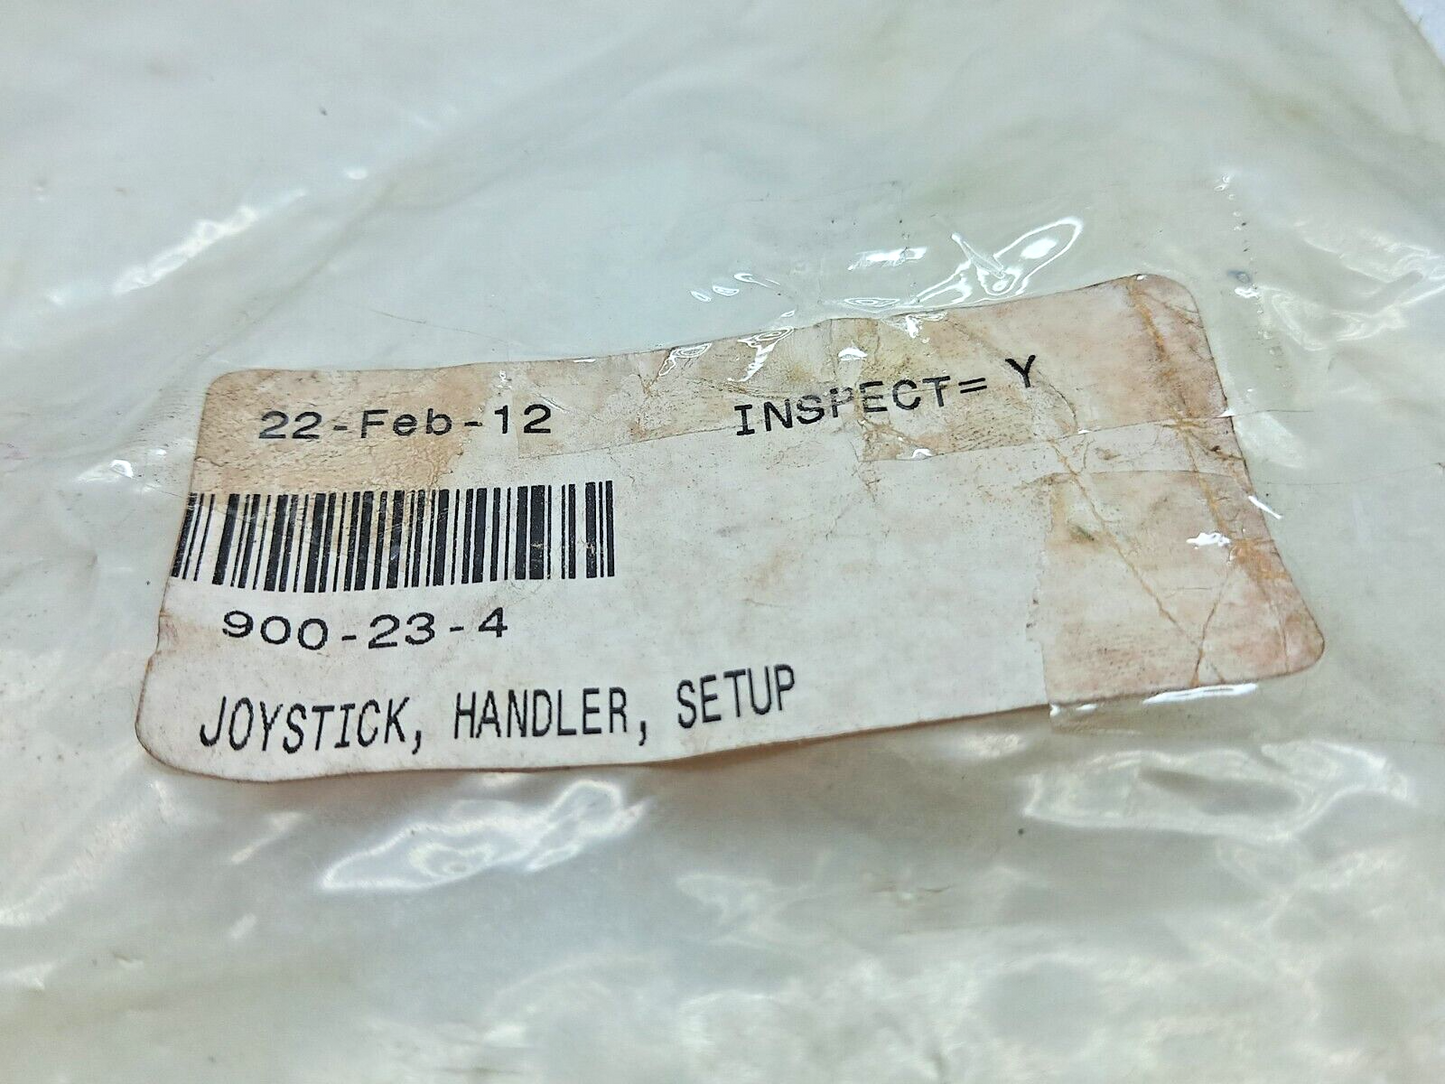 22-Feb-12 INSPECT= Y
900-23-4
JOYSTICK, HANDLER, SETUP